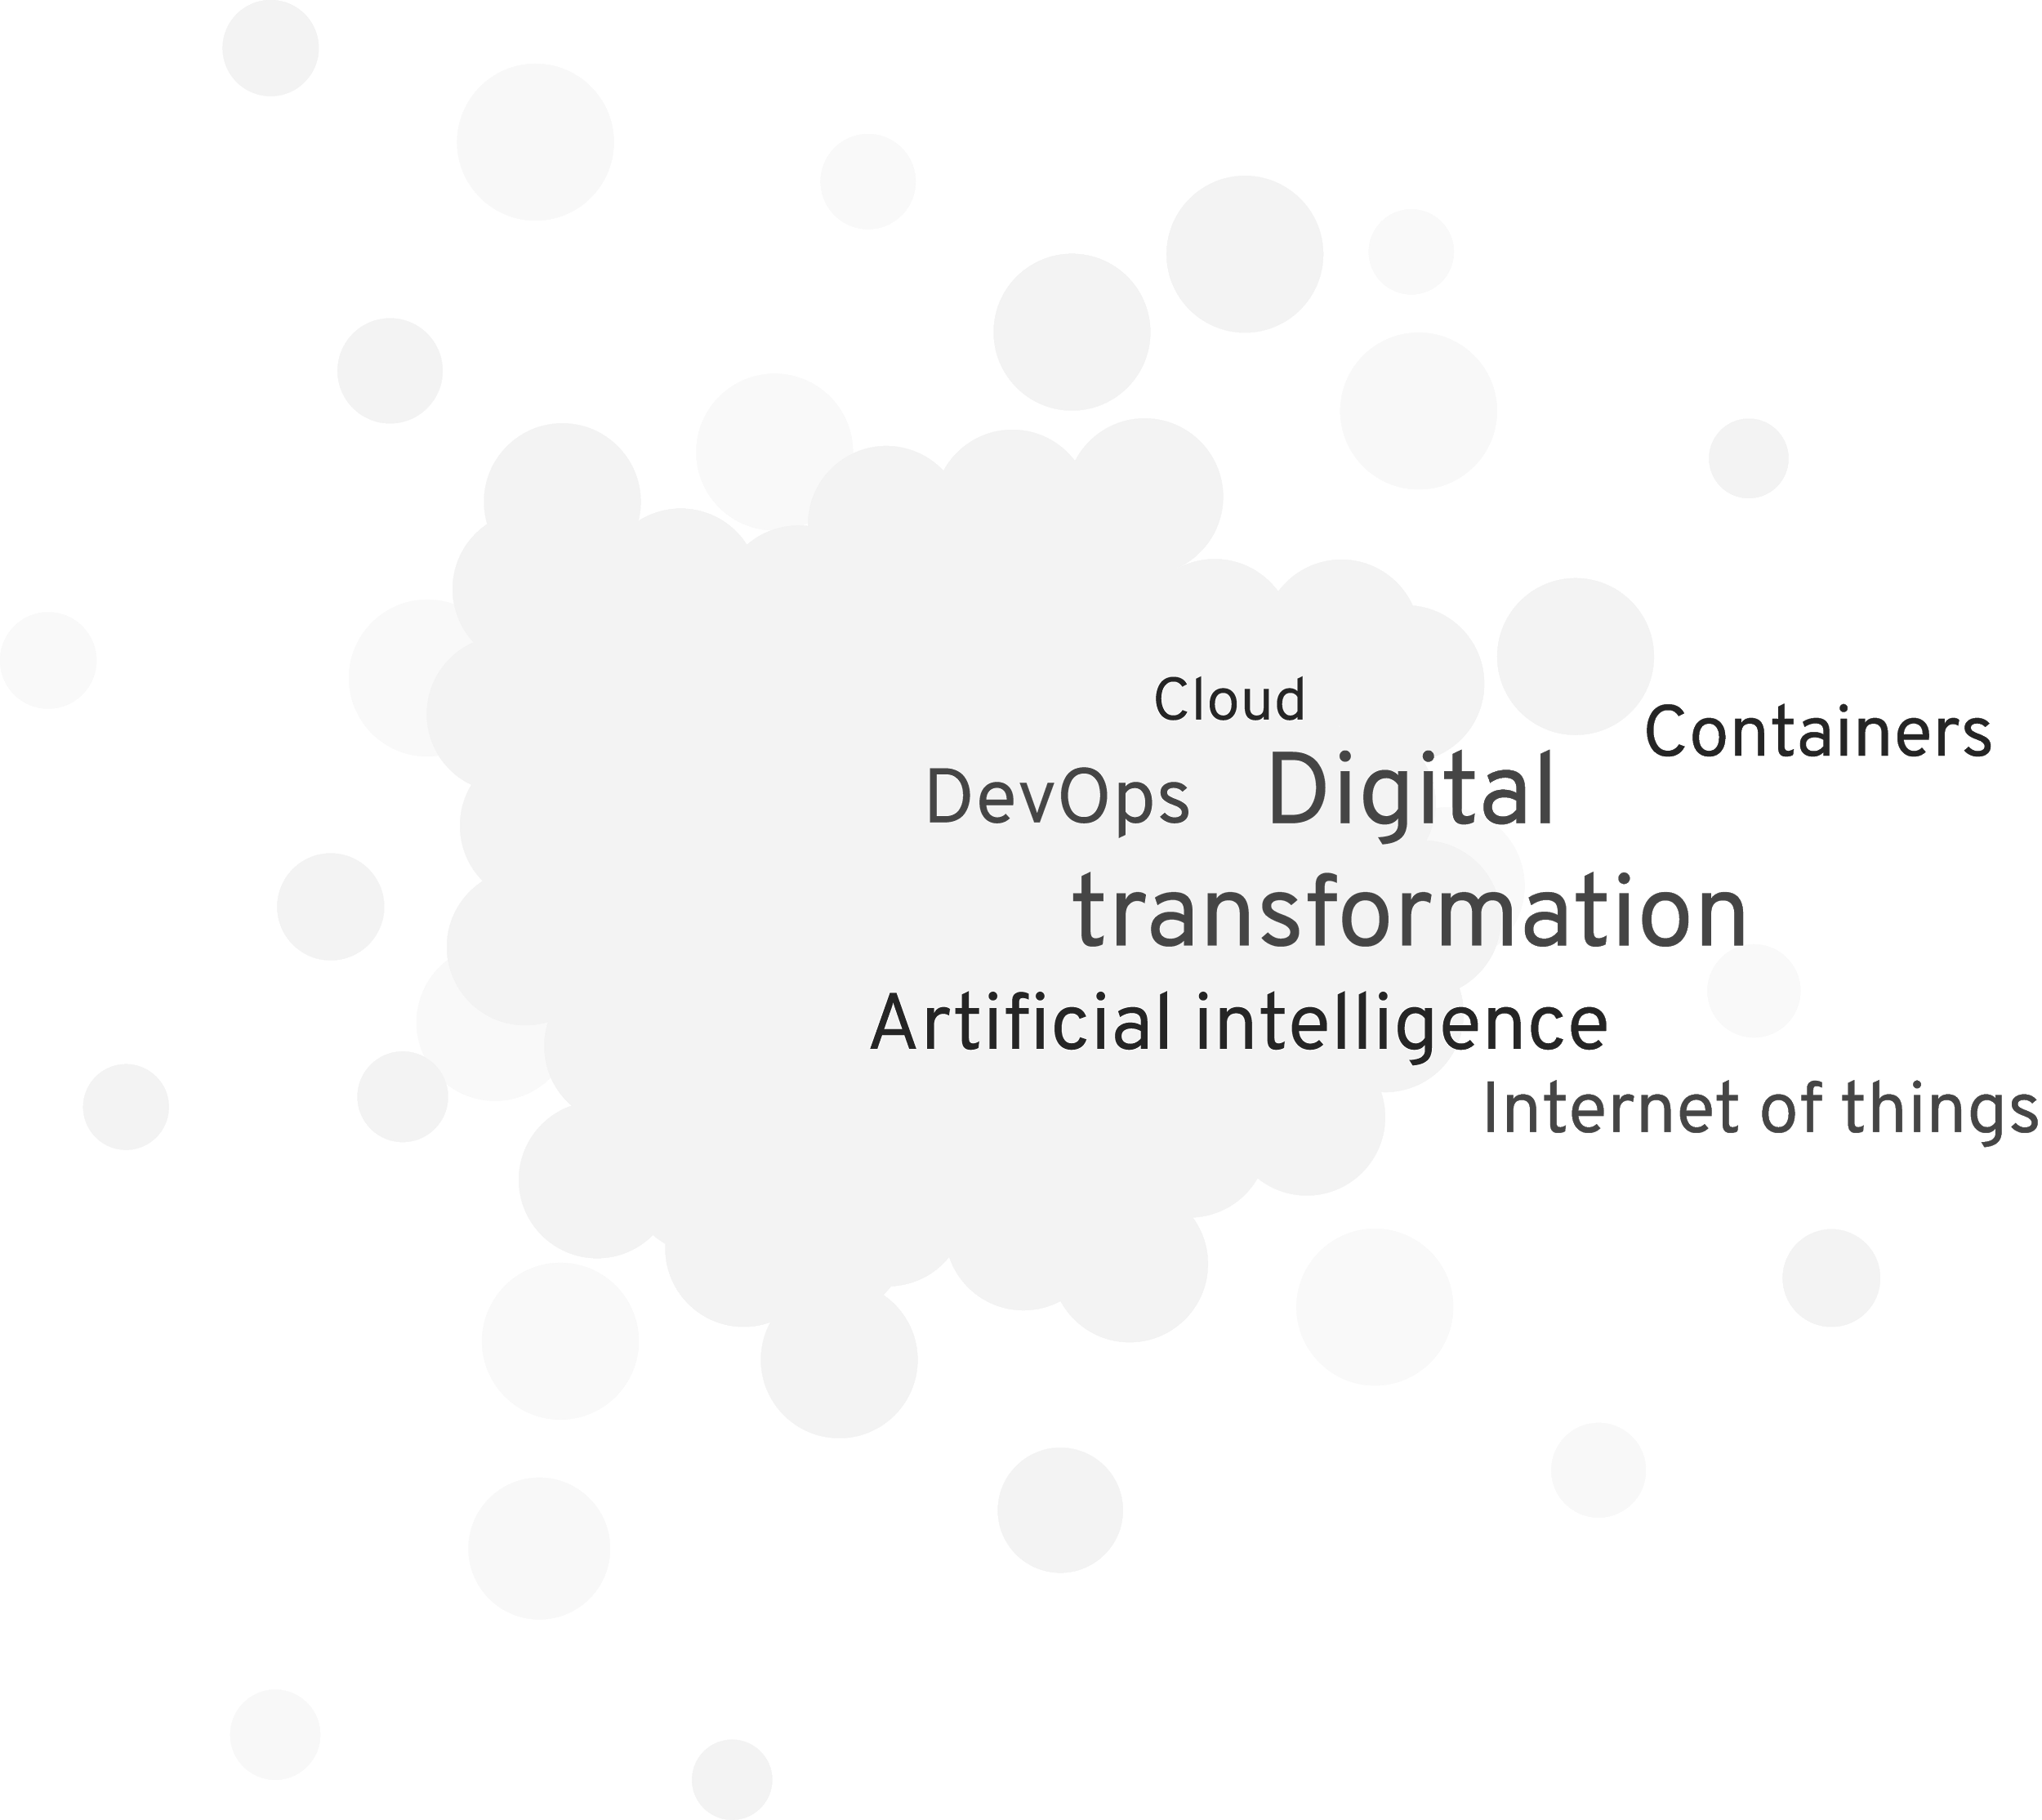 Cloud
Containers
DevOps
Digital
transformation
Artificial intelligence
Internet of things